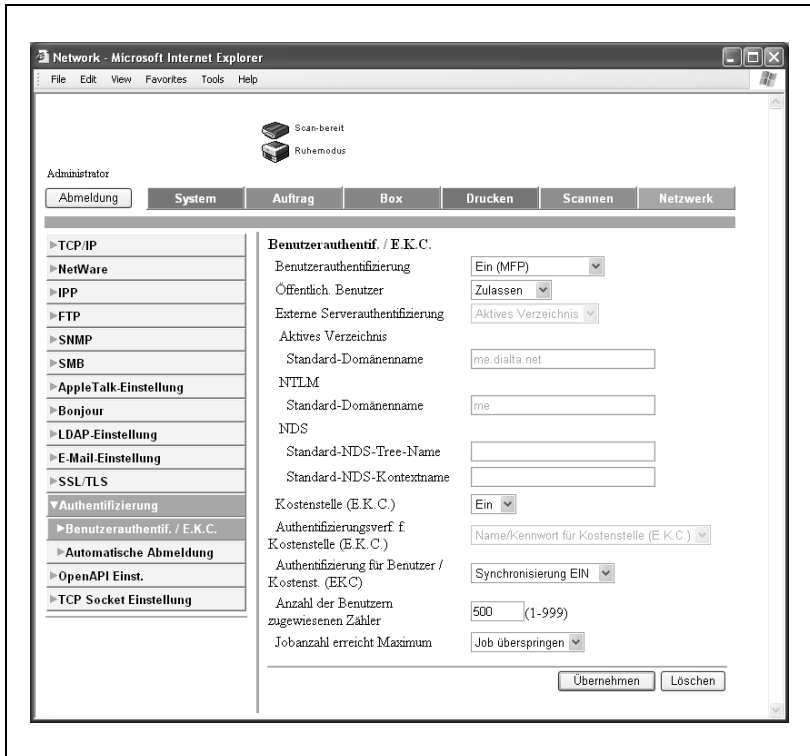 Network - Microsoft Internet Explorer
File Edit View Favorites Tools Help
Scan-bereit
Ruhemodus
Administrator
Abmeldung System Auftrag Box Drucken Scannen Netzwerk
TCP/IP
NetWare
IPP
FTP
SNMP
SMB
AppleTalk-Einstellung
Bonjour
LDAP-Einstellung
E-Mail-Einstellung
SSL/TLS
Authentifizierung
Benutzerauthentif. / E.K.C.
Automatische Abmeldung
OpenAPI Einst.
TCP Socket Einstellung
Benutzerauthentif. / E.K.C.
Benutzerauthentifizierung Ein (MFP)
Öffentlich. Benutzer Zulassen
Externe Serverauthentifizierung Aktives Verzeichnis
Aktives Verzeichnis
Standard-Domänenname me.dialta.net
NTLM
Standard-Domänenname me
NDS
Standard-NDS-Tree-Name
Standard-NDS-Kontextname
Kostenstelle (E.K.C.) Ein
Authentifizierungsverf. f.
Kostenstelle (E.K.C.) Name/Kennwort für Kostenstelle (E.K.C.)
Authentifizierung für Benutzer /
Kostenst. (EKC) Synchronisierung EIN
Anzahl der Benutzern
zugewiesenen Zähler 500 (1-999)
Jobanzahl erreicht Maximum Job überspringen
Übernehmen Löschen